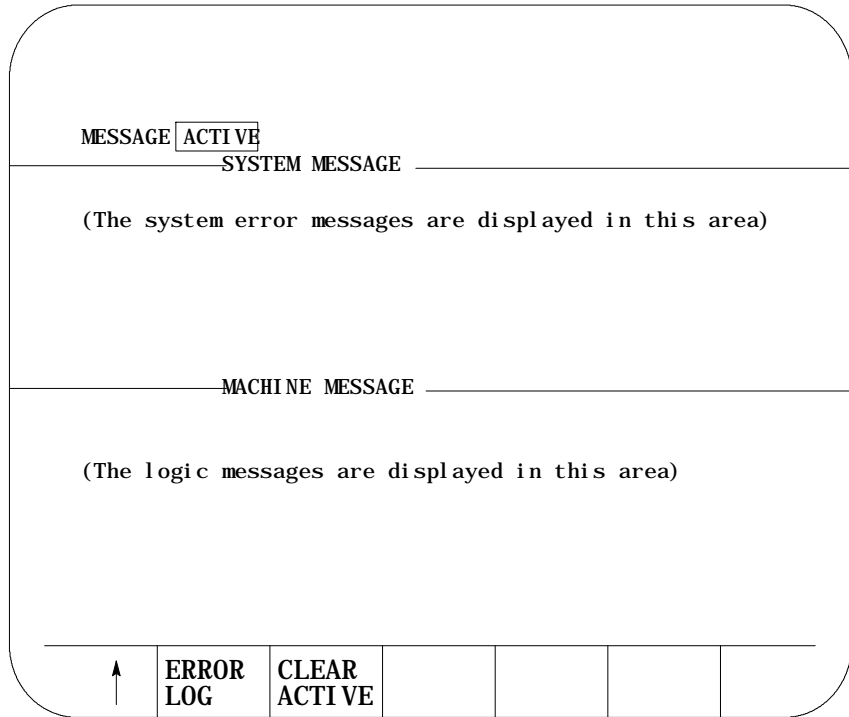 MESSAGE ACTIVE
SYSTEM MESSAGE
(The system error messages are displayed in this area)
MACHINE MESSAGE
(The logic messages are displayed in this area)
ERROR LOG
CLEAR ACTIVE